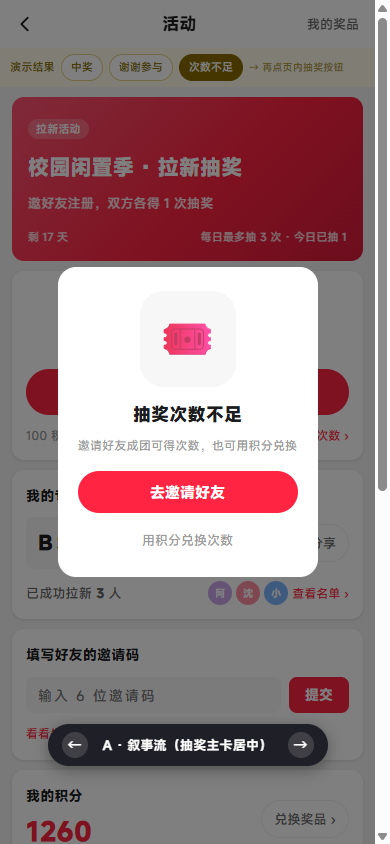 活动
我的奖品
演示结果 中奖 谢谢参与 次数不足 → 再点页内抽奖按钮
拉新活动
校园闲置季 · 拉新抽奖
邀好友注册，双方各得 1 次抽奖
剩 17 天
每日最多抽 3 次 · 今日已抽 1
抽奖次数不足
邀请好友成团可得次数，也可用积分兑换
去邀请好友
用积分兑换次数
100
次数 ›
B
分享
已成功拉新 3 人
阿 沈 小 查看名单 ›
填写好友的邀请码
输入 6 位邀请码
提交
← A · 叙事流（抽奖主卡居中） →
我的积分
1260
兑换奖品 ›